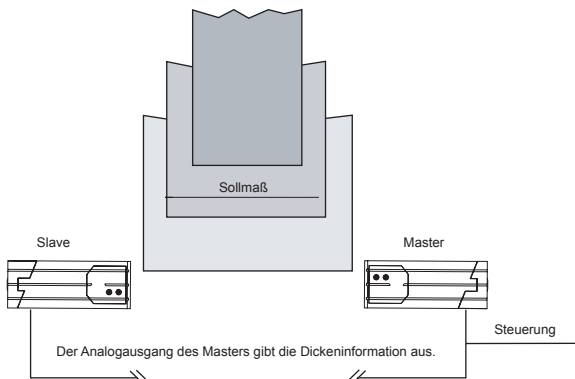 Sollmaß
Slave
Master
Steuerung
Der Analogausgang des Masters gibt die Dickeninformation aus.